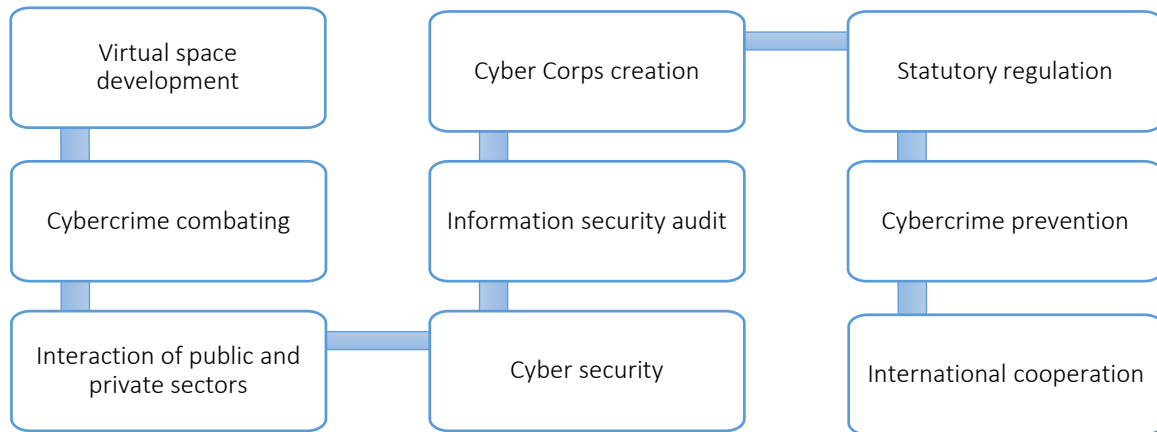 Virtual space
development
Cybercrime combating
Interaction of public and
private sectors
Cyber security
Information security audit
Cyber Corps creation
Statutory regulation
Cybercrime prevention
International cooperation